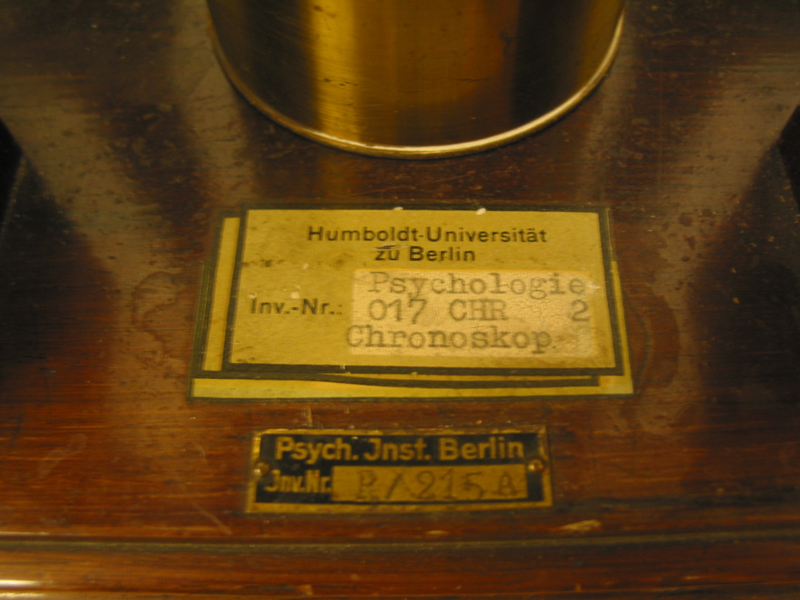 Humboldt-Universität
zu Berlin
Psychologie
Inv.-Nr.: 017 CHR 2
Chronoskop
Psych. Jnst. Berlin
Jnv.Nr. P/215A